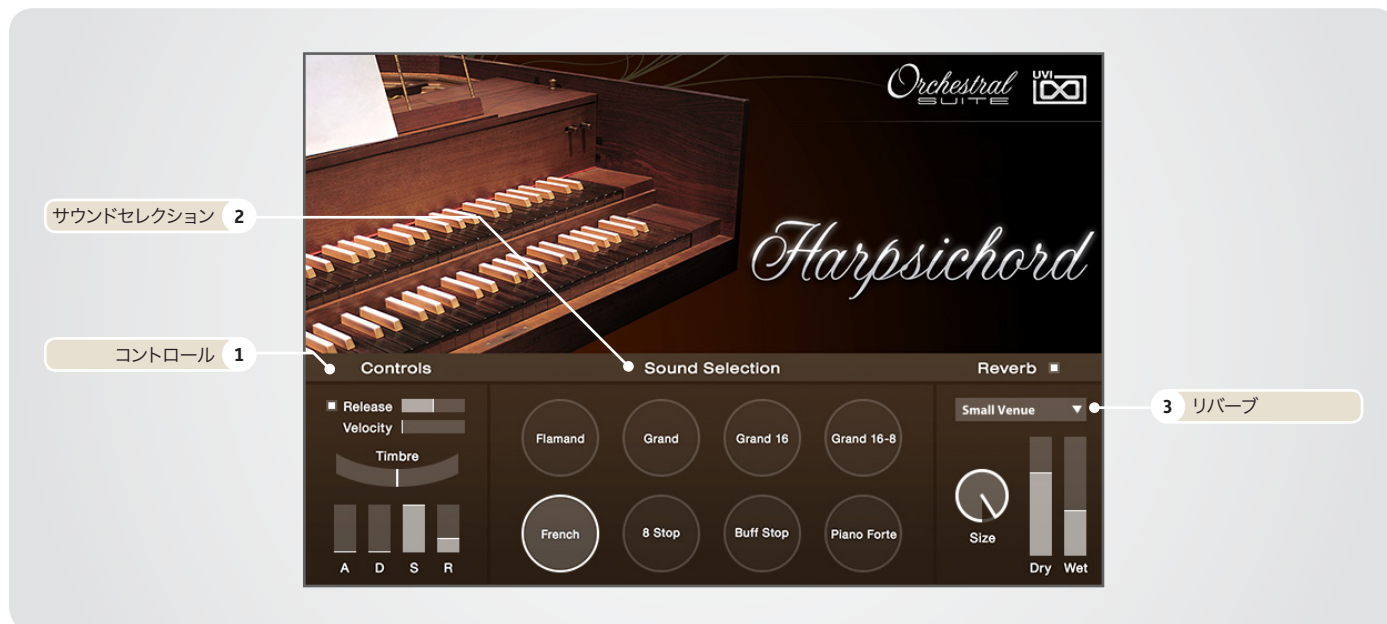 Orchestral
SUITE
UVI
Harpsichord
サウンドセレクション 2
コントロール 1
3 リバーブ
Controls
Release
Velocity
Timbre
A D S R
Sound Selection
Flamand Grand Grand 16 Grand 16-8
French 8 Stop Buff Stop Piano Forte
Reverb
Small Venue
Size
Dry Wet